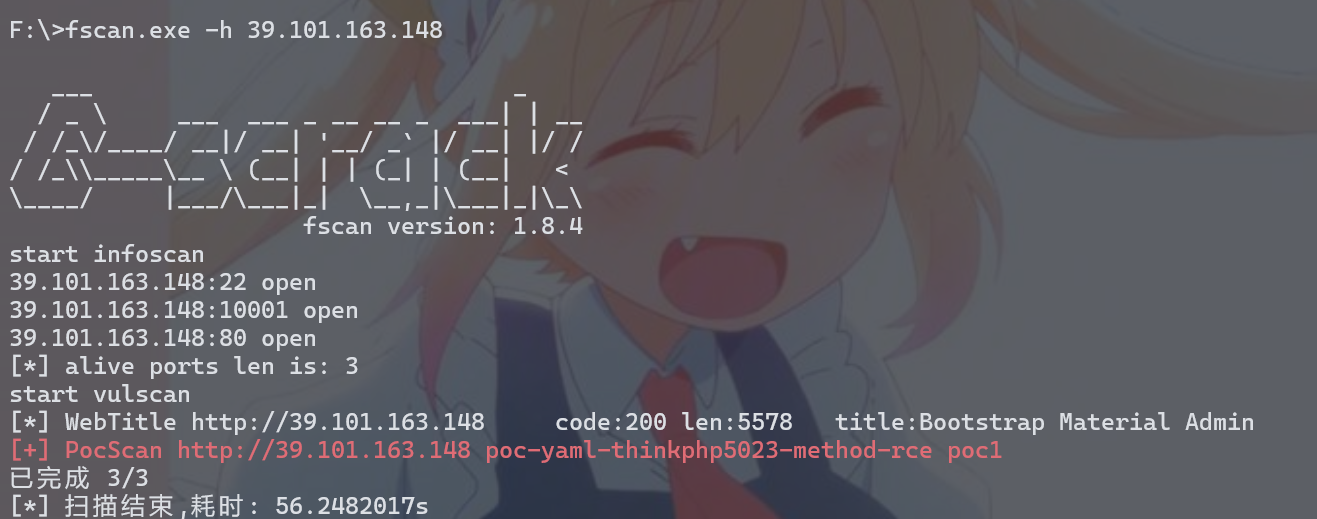 F:\>fscan.exe -h 39.101.163.148
   ___                              _
  / _ \     ___  ___ _ __ __ _  ___| | __
 / /_\/____/ __|/ __| '__/ _` |/ __| |/ /
/ /_\\_____\__ \ (__| | | (_| | (__|   <
\____/     |___/\___|_|  \__,_|\___|_|\_\
                     fscan version: 1.8.4
start infoscan
39.101.163.148:22 open
39.101.163.148:10001 open
39.101.163.148:80 open
[*] alive ports len is: 3
start vulscan
[*] WebTitle http://39.101.163.148     code:200 len:5578   title:Bootstrap Material Admin
[+] PocScan http://39.101.163.148 poc-yaml-thinkphp5023-method-rce poc1
已完成 3/3
[*] 扫描结束,耗时: 56.2482017s